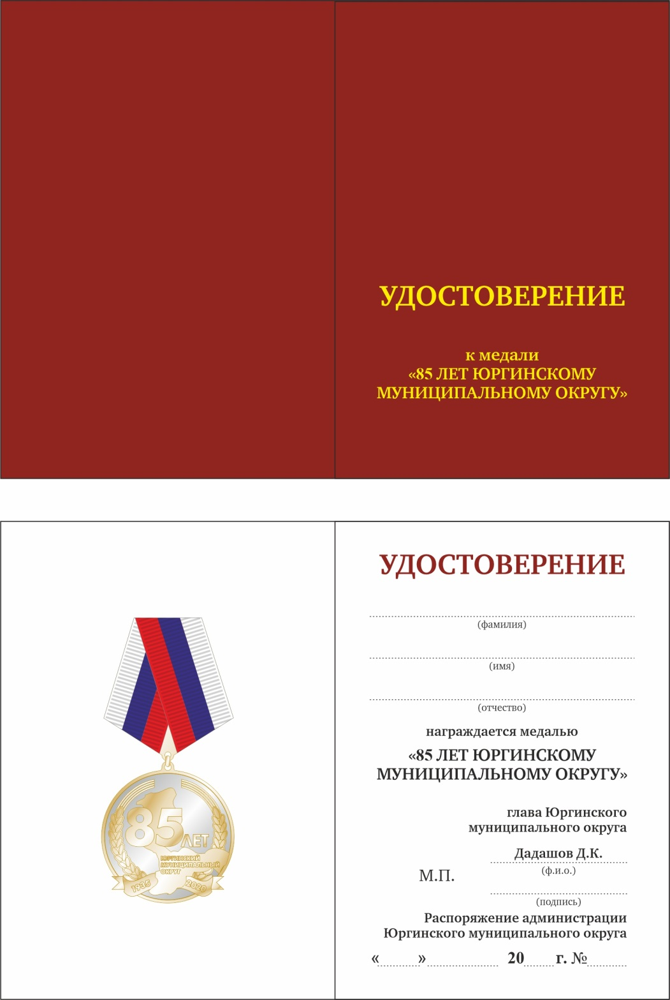 УДОСТОВЕРЕНИЕ
к медали
«85 ЛЕТ ЮРГИНСКОМУ
МУНИЦИПАЛЬНОМУ ОКРУГУ»
85 ЛЕТ
ЮРГИНСКИЙ
МУНИЦИПАЛЬНЫЙ
ОКРУГ
1935 2020
УДОСТОВЕРЕНИЕ
(фамилия)
(имя)
(отчество)
награждается медалью
«85 ЛЕТ ЮРГИНСКОМУ
МУНИЦИПАЛЬНОМУ ОКРУГУ»
глава Юргинского
муниципального округа
Дадашов Д.К.
(ф.и.о.)
М.П.
(подпись)
Распоряжение администрации
Юргинского муниципального округа
« » 20 г. №